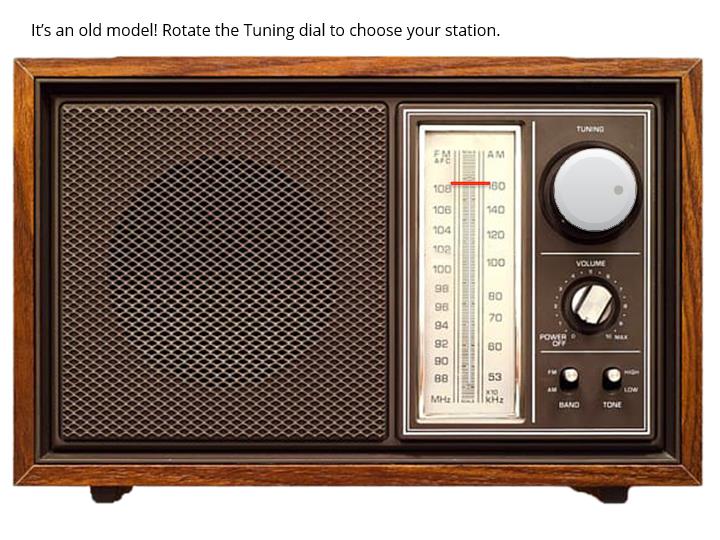 It's an old model! Rotate the Tuning dial to choose your station.
TUNING
FM AM
AFC
108 160
106 140
104 120
102
100 100
98
96 80
94 70
92 60
90
88 53
MHz x10 KHz
VOLUME
POWER OFF 0 10 MAX
FM HIGH
AM LOW
BAND TONE